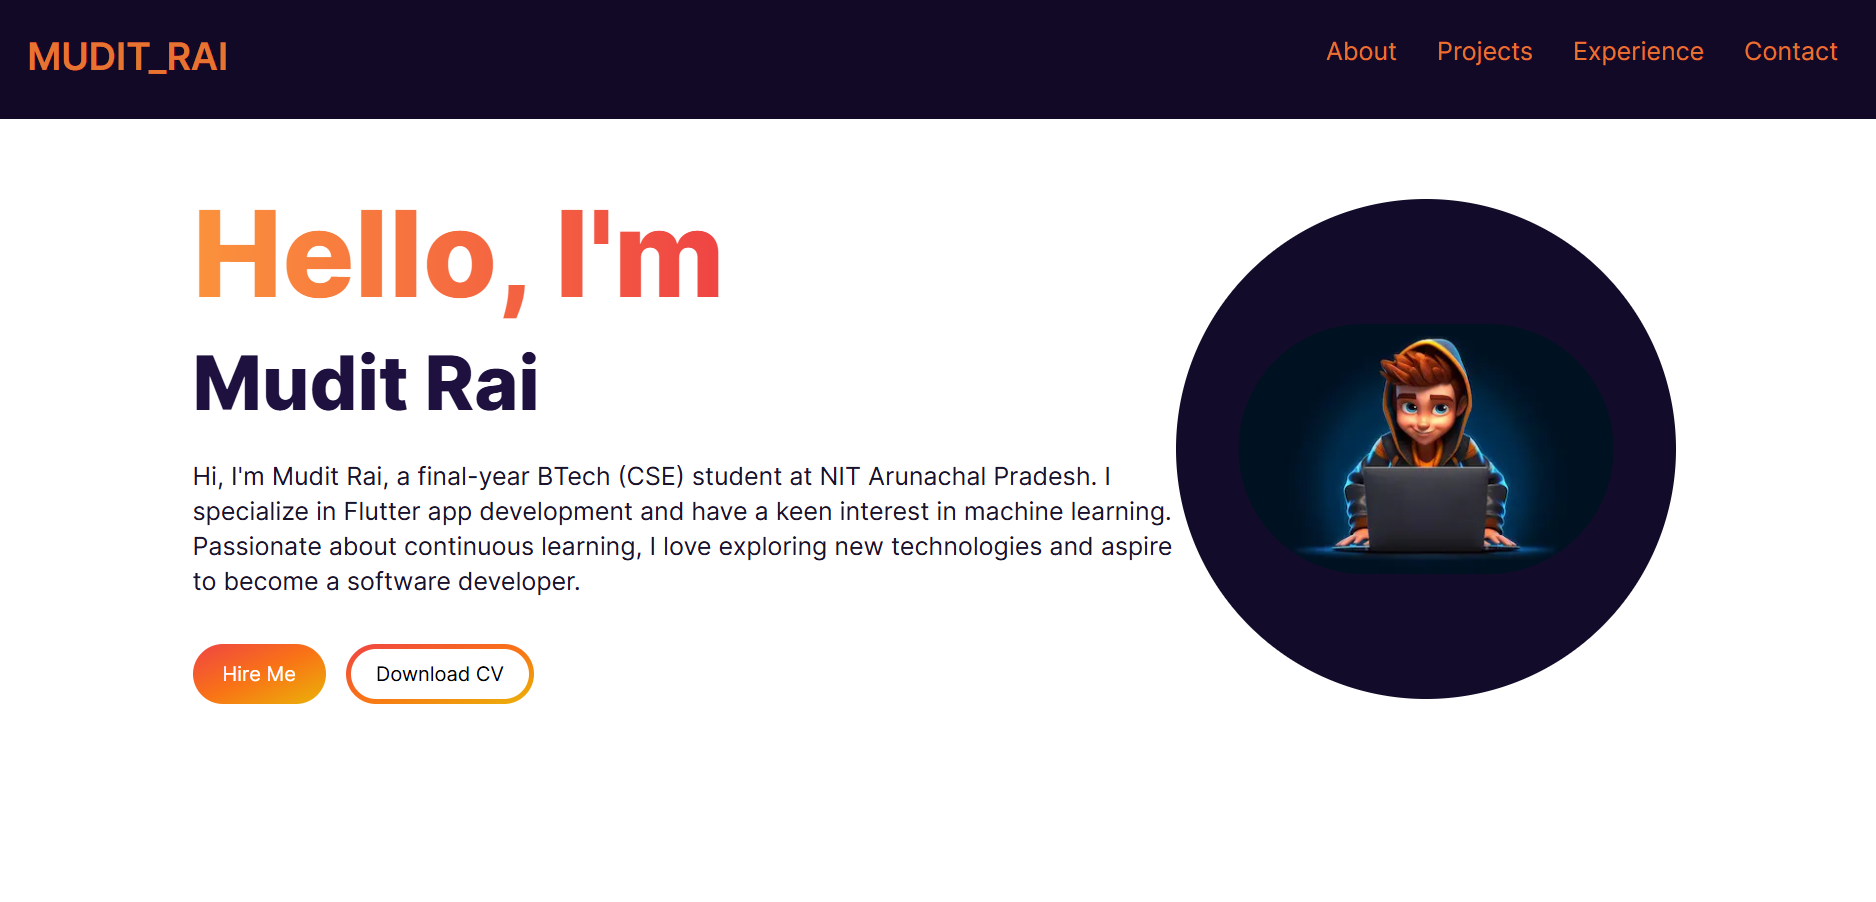 MUDIT_RAI
About Projects Experience Contact
Hello, I'm
Mudit Rai
Hi, I'm Mudit Rai, a final-year BTech (CSE) student at NIT Arunachal Pradesh. I
specialize in Flutter app development and have a keen interest in machine learning.
Passionate about continuous learning, I love exploring new technologies and aspire
to become a software developer.
Hire Me
Download CV